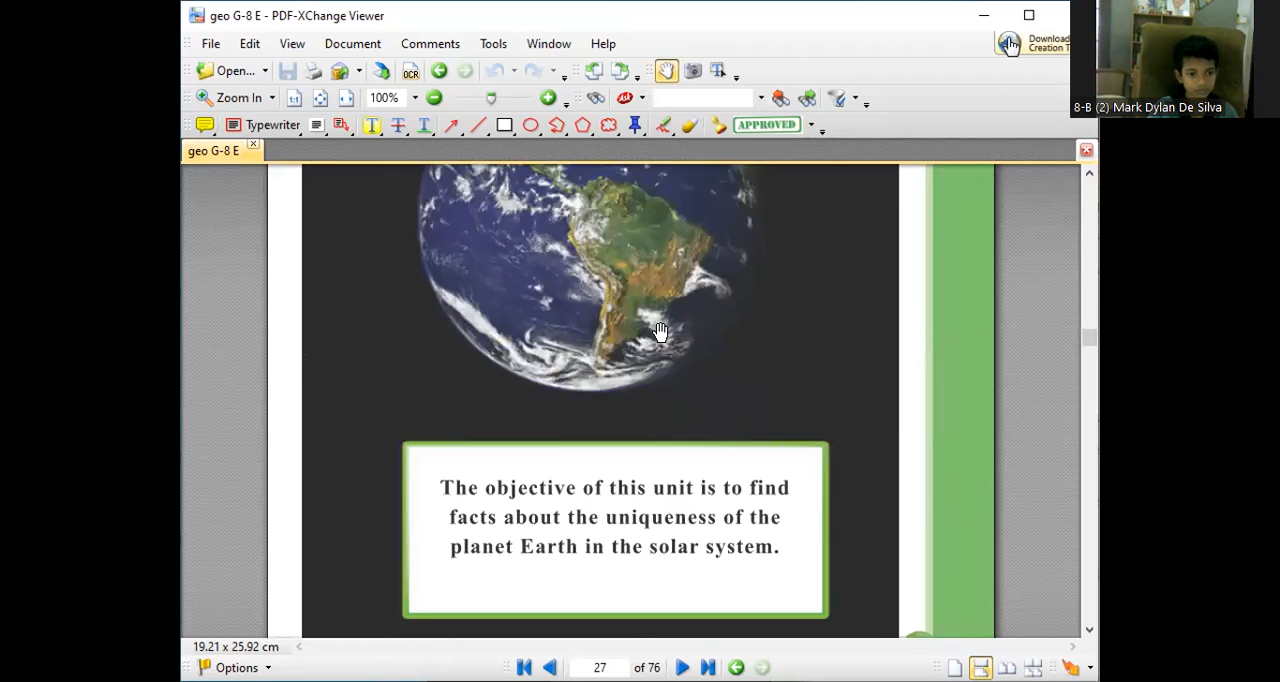 geo G-8 E - PDF-XChange Viewer
File Edit View Document Comments Tools Window Help
Download
Creation T
Open...
OCR
Zoom In
100%
Typewriter
APPROVED
8-B (2) Mark Dylan De Silva
geo G-8 E
The objective of this unit is to find
facts about the uniqueness of the
planet Earth in the solar system.
19.21 x 25.92 cm
Options
27 of 76